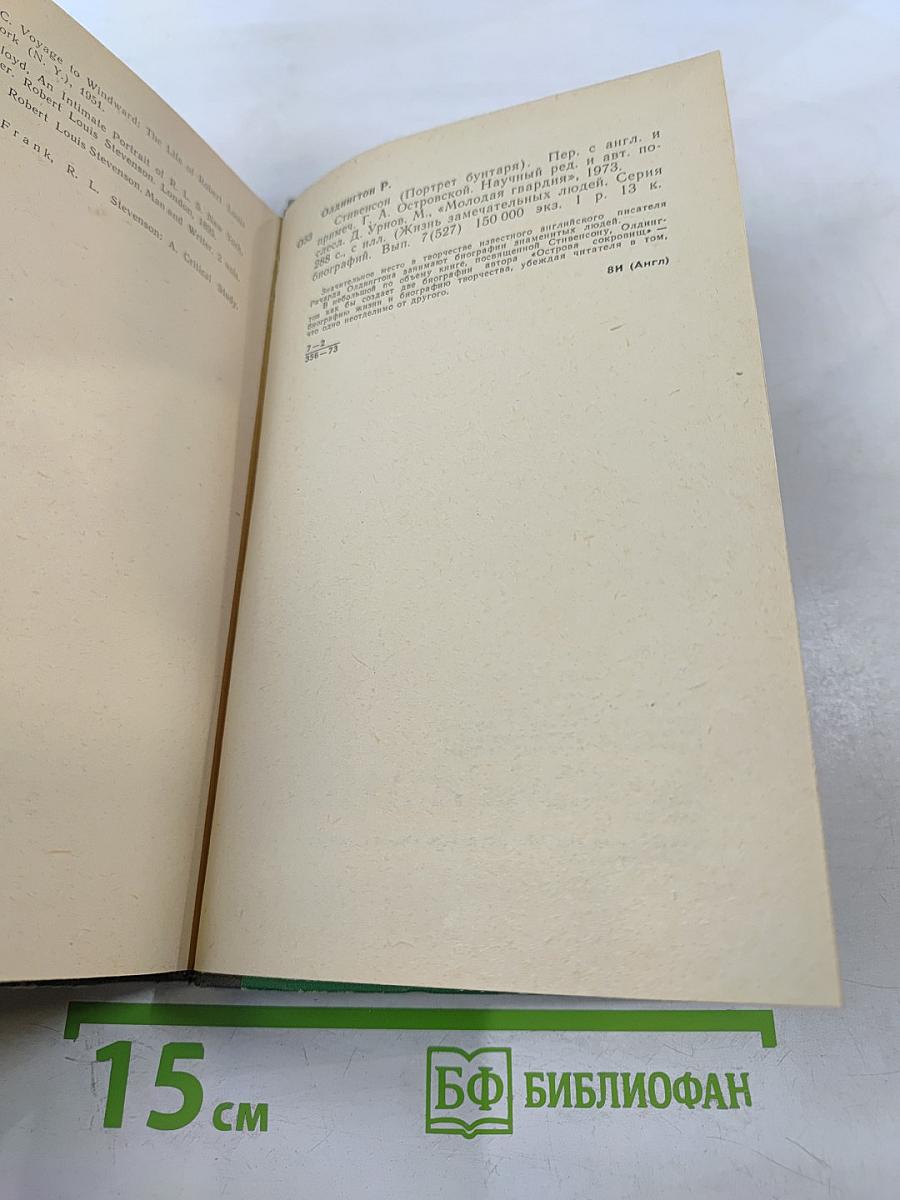 C. Voyage to Windward: The Life of Robert Louis
ork (N. Y.), 1951.
loyd, An Intimate Portrait of R. L. S. New York,
er. Robert Louis Stevenson. London, 1925.
Robert Louis Stevenson. Man and Writer. 2 vols,
Frank, R. L. Stevenson: A. Critical Study.
Олдингтон Р.
О53 Стивенсон (Портрет бунтаря). Пер. с англ. и
примеч. Г. А. Островской. Научный ред. и авт. по-
слесл. Д. Урнов, М., «Молодая гвардия», 1973.
288 с., с илл. (Жизнь замечательных людей. Серия
биографий. Вып. 7(527) 150 000 экз. 1 р. 13 к.
Значительное место в творчестве известного английского писателя
Ричарда Олдингтона занимают биографии знаменитых людей.
В небольшой по объему книге, посвященной Стивенсону, Олдинг-
тон как бы создает две биографии автора «Острова сокровищ» —
биографию жизни и биографию творчества, убеждая читателя в том,
что одно неотделимо от другого.
7—2
336—73
8И (Англ)
15 см
БФ БИБЛИОФАН